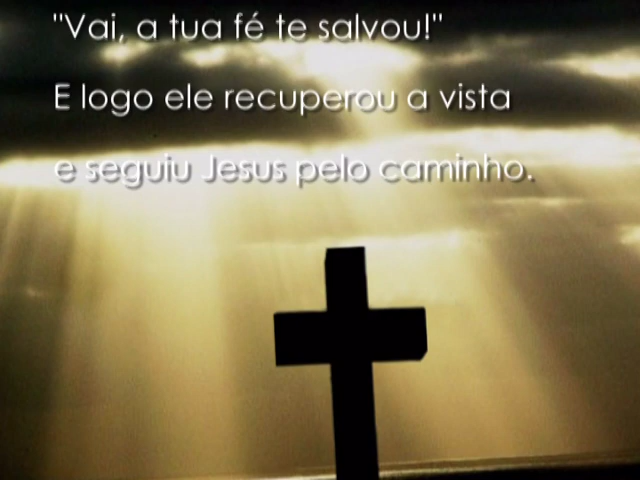 "Vai, a tua fé te salvou!"
E logo ele recuperou a vista
e seguiu Jesus pelo caminho.